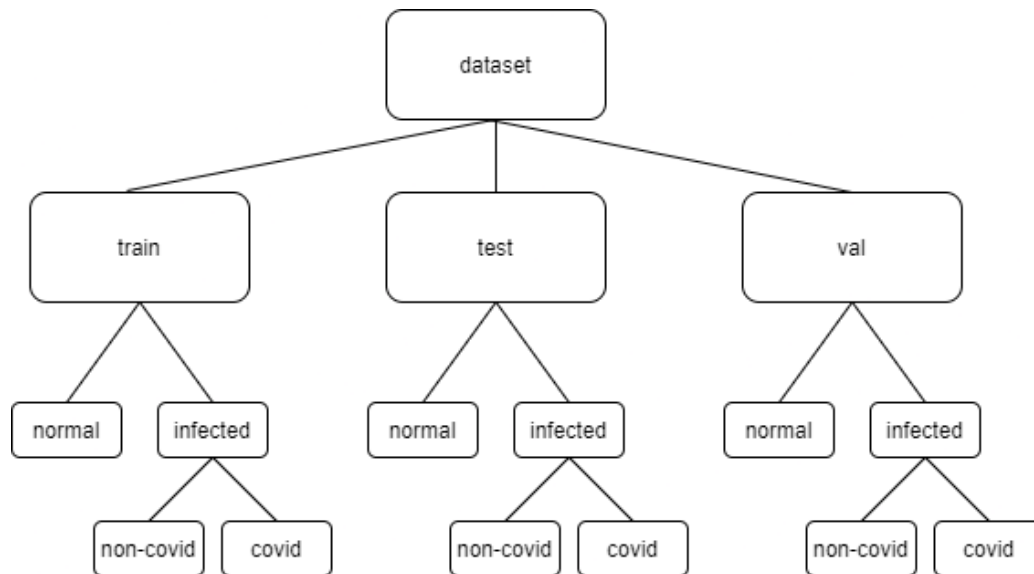 dataset
train
test
val
normal
infected
normal
infected
normal
infected
non-covid
covid
non-covid
covid
non-covid
covid